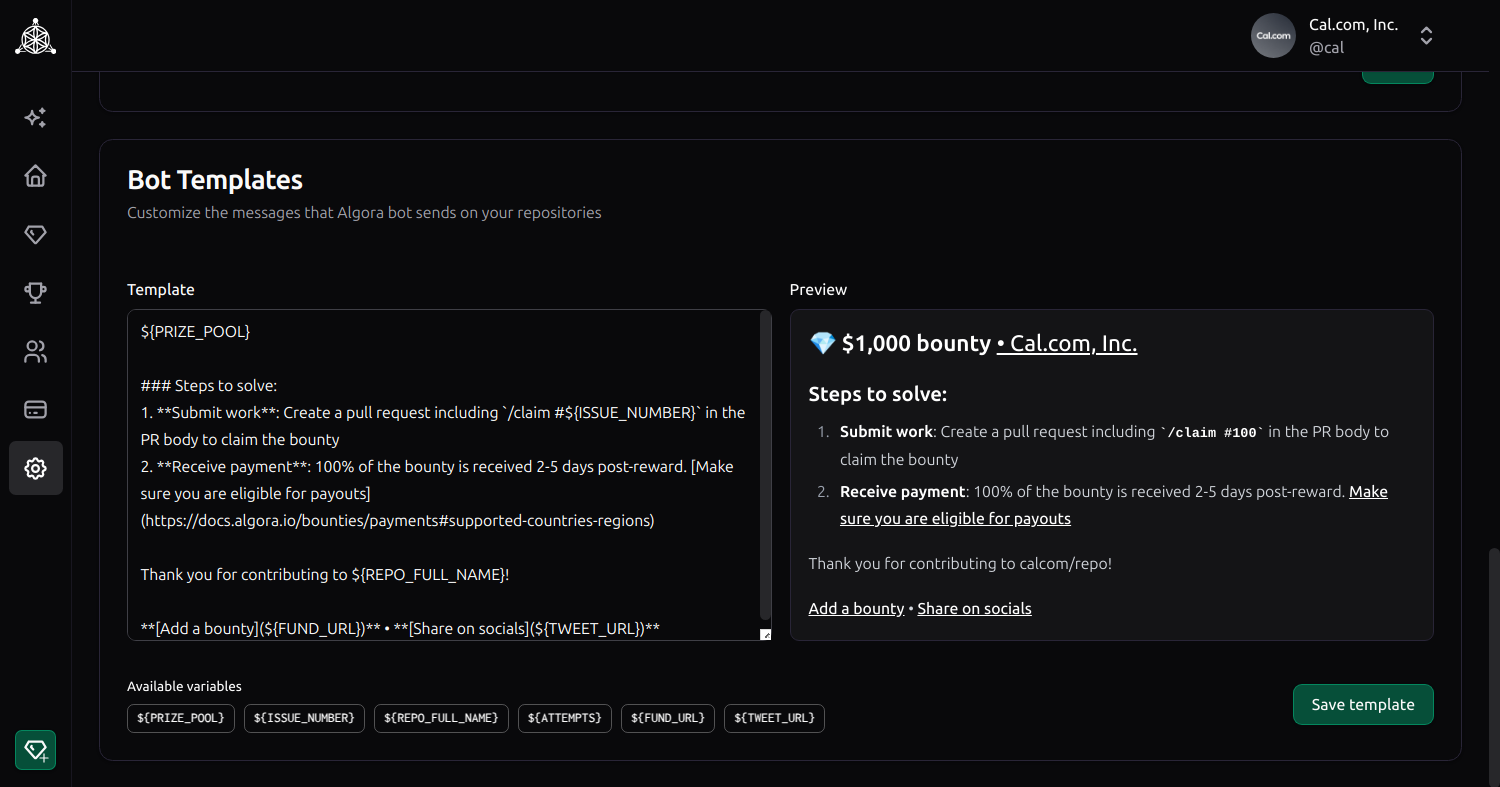 Cal.com
Cal.com, Inc.
@cal
Bot Templates
Customize the messages that Algora bot sends on your repositories
Template
${PRIZE_POOL}
### Steps to solve:
1. **Submit work**: Create a pull request including `/claim #${ISSUE_NUMBER}` in the
PR body to claim the bounty
2. **Receive payment**: 100% of the bounty is received 2-5 days post-reward. [Make
sure you are eligible for payouts]
(https://docs.algora.io/bounties/payments#supported-countries-regions)
Thank you for contributing to ${REPO_FULL_NAME}!
**[Add a bounty](${FUND_URL})** • **[Share on socials](${TWEET_URL})**
Preview
💎 $1,000 bounty • Cal.com, Inc.
Steps to solve:
1. Submit work: Create a pull request including `/claim #100` in the PR body to
claim the bounty
2. Receive payment: 100% of the bounty is received 2-5 days post-reward. Make
sure you are eligible for payouts
Thank you for contributing to calcom/repo!
Add a bounty • Share on socials
Available variables
${PRIZE_POOL} ${ISSUE_NUMBER} ${REPO_FULL_NAME} ${ATTEMPTS} ${FUND_URL} ${TWEET_URL}
Save template